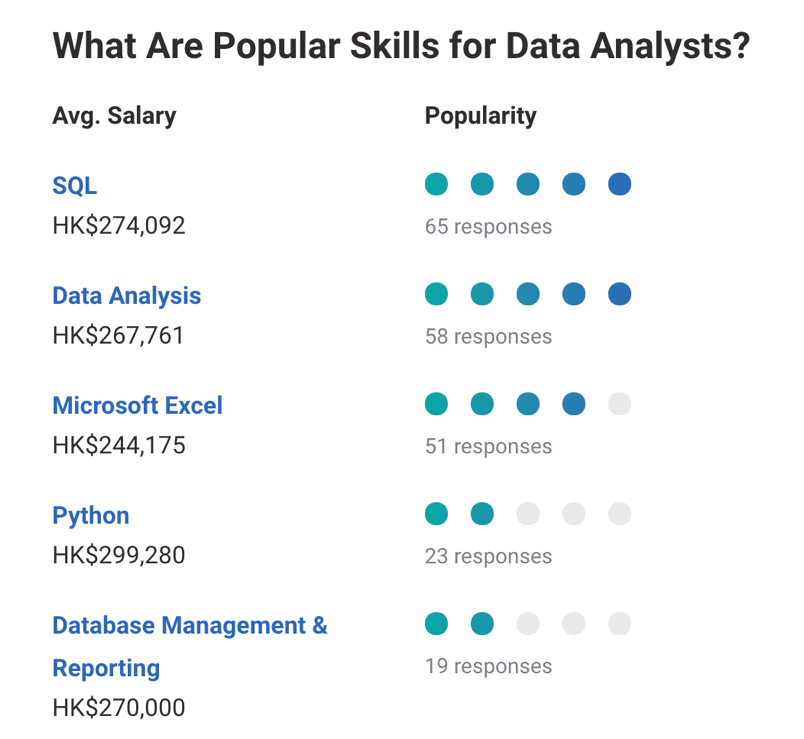 What Are Popular Skills for Data Analysts?
Avg. Salary
Popularity
SQL
HK$274,092
65 responses
Data Analysis
HK$267,761
58 responses
Microsoft Excel
HK$244,175
51 responses
Python
HK$299,280
23 responses
Database Management &
Reporting
HK$270,000
19 responses